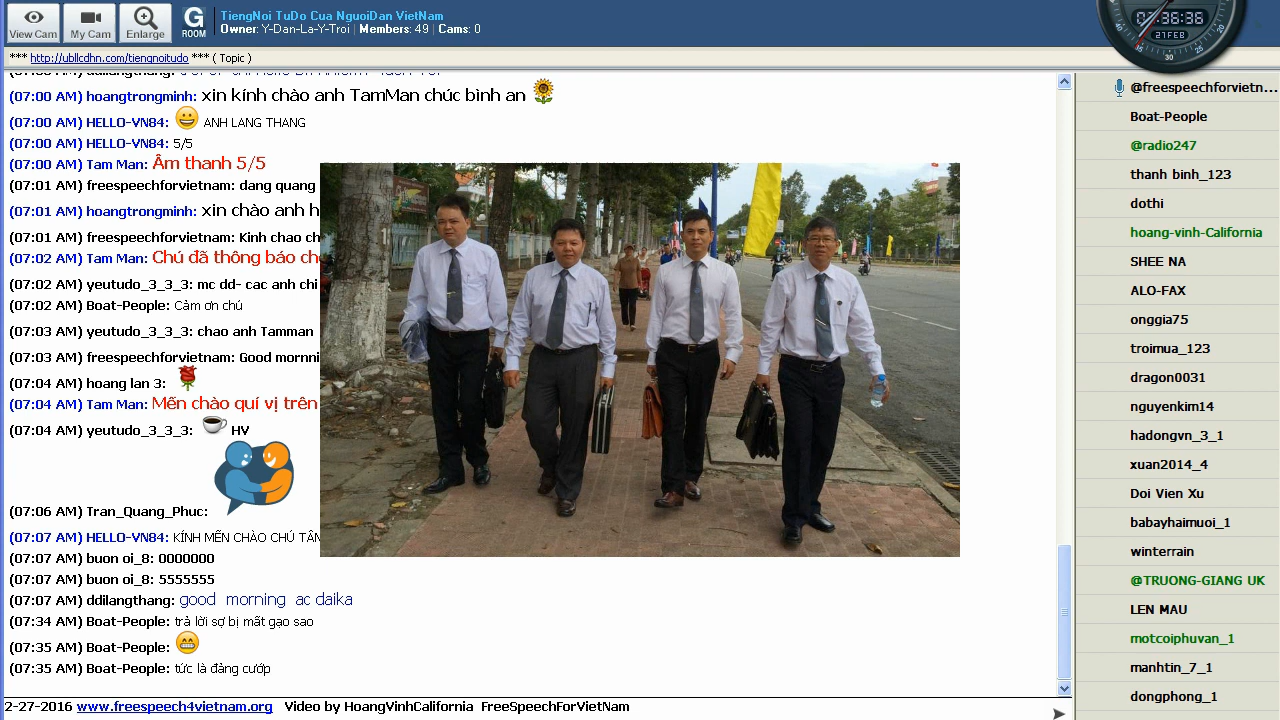 View Cam
My Cam
Enlarge
G
ROOM
TiengNoi TuDo Cua NguoiDan VietNam
Owner: Y-Dan-La-Y-Troi | Members: 49 | Cams: 0
36:36
21FEB
30
*** http://ubllcdhn.com/tiengnoitudo *** ( Topic )
(07:00 AM) hoangtrongminh: xin kính chào anh TamMan chúc bình an
(07:00 AM) HELLO-VN84: ANH LANG THANG
(07:00 AM) HELLO-VN84: 5/5
(07:00 AM) Tam Man: Âm thanh 5/5
(07:01 AM) freespeechforvietnam: dang quang
(07:01 AM) hoangtrongminh: xin chào anh h
(07:01 AM) freespeechforvietnam: Kinh chao ch
(07:02 AM) Tam Man: Chú đã thông báo ch
(07:02 AM) yeutudo_3_3_3: mc dd- cac anh chi
(07:02 AM) Boat-People: Cảm ơn chú
(07:03 AM) yeutudo_3_3_3: chao anh Tamman
(07:03 AM) freespeechforvietnam: Good mornni
(07:04 AM) hoang lan 3:
(07:04 AM) Tam Man: Mến chào quí vị trên
(07:04 AM) yeutudo_3_3_3: HV
(07:06 AM) Tran_Quang_Phuc:
(07:07 AM) HELLO-VN84: KÍNH MẾN CHÀO CHÚ TÂM
(07:07 AM) buon oi_8: 0000000
(07:07 AM) buon oi_8: 5555555
(07:07 AM) ddilangthang: good morning ac daika
(07:34 AM) Boat-People: trả lời sợ bị mất gạo sao
(07:35 AM) Boat-People:
(07:35 AM) Boat-People: tức là đảng cướp
@freespeechforvietn...
Boat-People
@radio247
thanh binh_123
dothi
hoang-vinh-California
SHEE NA
ALO-FAX
onggia75
troimua_123
dragon0031
nguyenkim14
hadongvn_3_1
xuan2014_4
Doi Vien Xu
babayhaimuoi_1
winterrain
@TRUONG-GIANG UK
LEN MAU
motcoiphuvan_1
manhtin_7_1
dongphong_1
2-27-2016 www.freespeech4vietnam.org Video by HoangVinhCalifornia FreeSpeechForVietNam